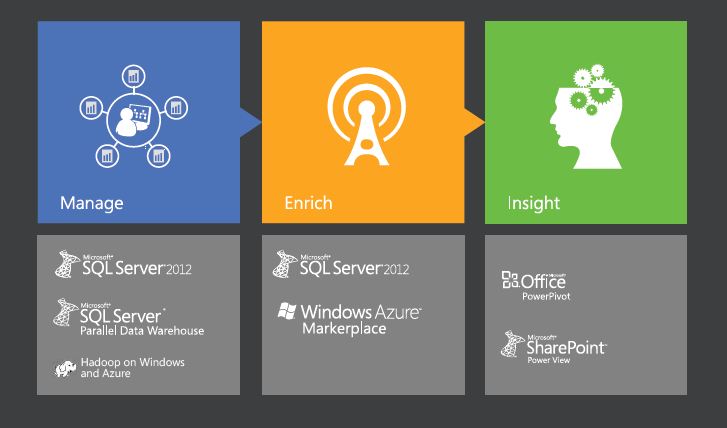 Manage
Enrich
Insight
Microsoft®
SQL Server® 2012
Microsoft®
SQL Server®
Parallel Data Warehouse
Hadoop on Windows
and Azure
Microsoft®
SQL Server® 2012
Windows Azure™
Markerplace
Microsoft®
Office
PowerPivot
Microsoft®
SharePoint®
Power View